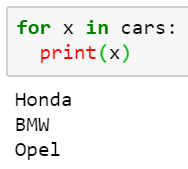 for x in cars:
  print(x)
Honda
BMW
Opel